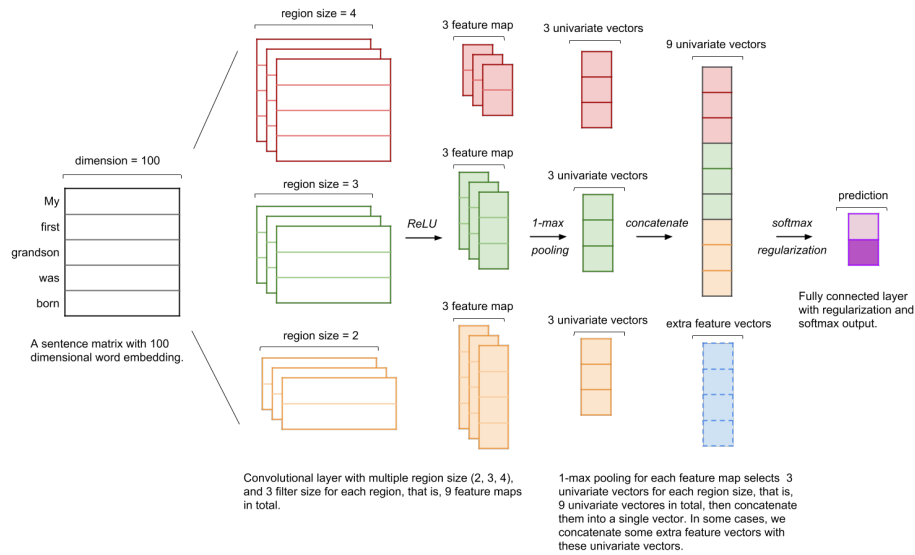 region size = 4
3 feature map
3 univariate vectors
9 univariate vectors
dimension = 100
My
first
grandson
was
born
A sentence matrix with 100
dimensional word embedding.
region size = 3
ReLU
3 feature map
1-max
pooling
3 univariate vectors
concatenate
softmax
regularization
prediction
Fully connected layer
with regularization and
softmax output.
region size = 2
3 feature map
3 univariate vectors
extra feature vectors
Convolutional layer with multiple region size (2, 3, 4),
and 3 filter size for each region, that is, 9 feature maps
in total.
1-max pooling for each feature map selects 3
univariate vectors for each region size, that is,
9 univariate vectores in total, then concatenate
them into a single vector. In some cases, we
concatenate some extra feature vectors with
these univariate vectors.